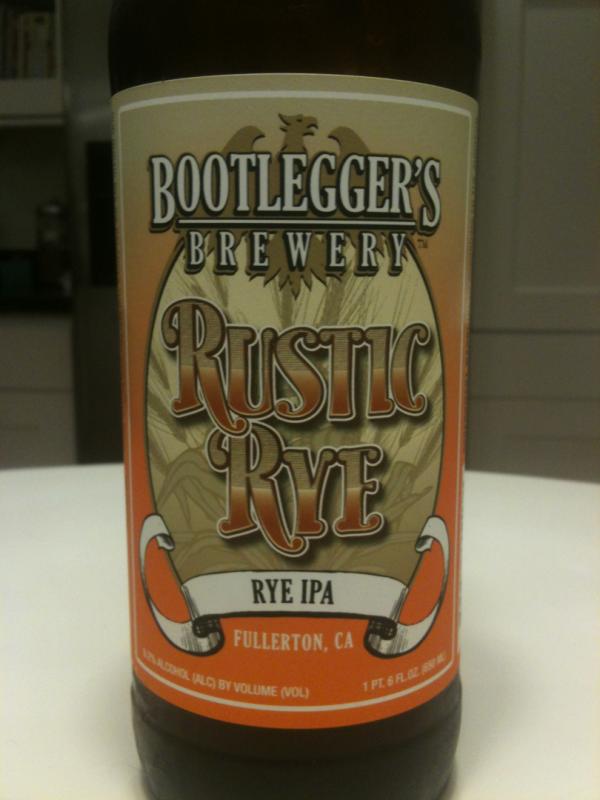 BOOTLEGGER'S
BREWERY™
RUSTIC
RYE
RYE IPA
FULLERTON, CA
ALCOHOL (ALC) BY VOLUME (VOL)
1 PT. 6 FL. OZ. (650 ML)